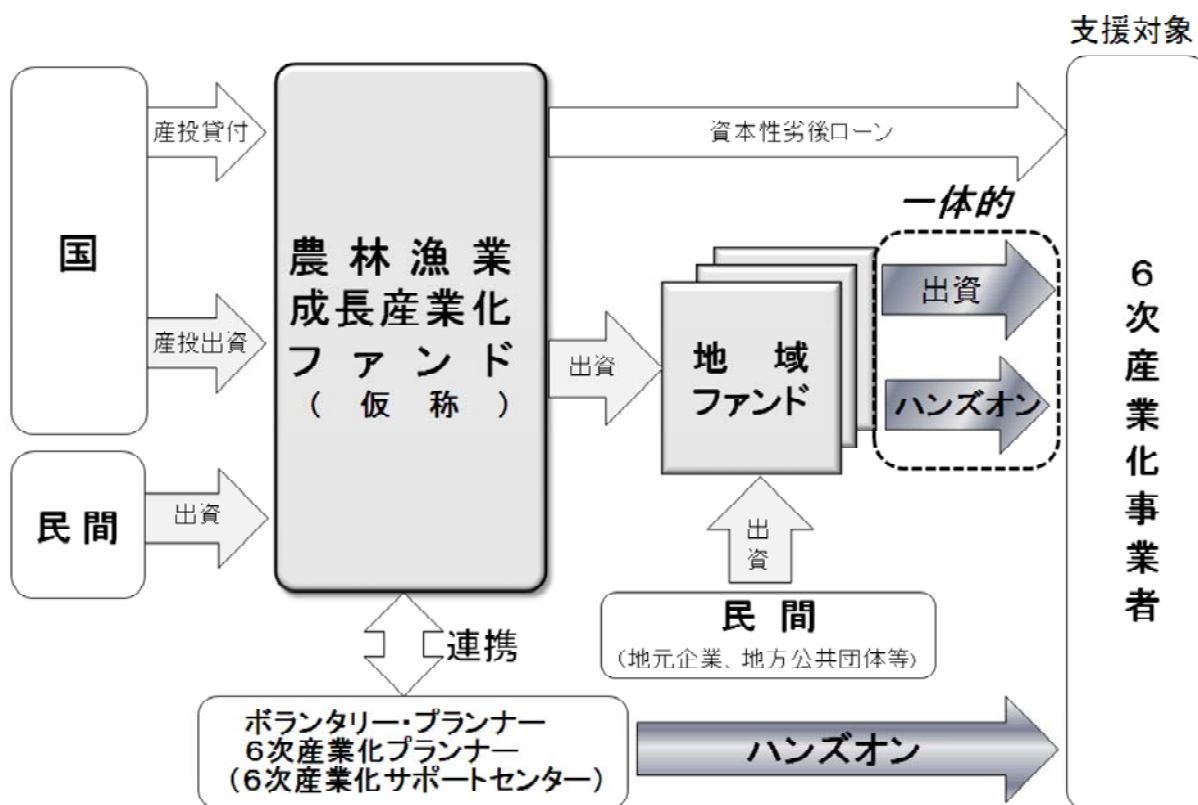 支援対象
国
産投貸付
産投出資
民間
出資
農林漁業
成長産業化
ファンド
(仮称)
資本性劣後ローン
出資
地域
ファンド
一体的
出資
ハンズオン
6次産業化事業者
出資
民間
(地元企業、地方公共団体等)
連携
ボランタリー・プランナー
6次産業化プランナー
(6次産業化サポートセンター)
ハンズオン